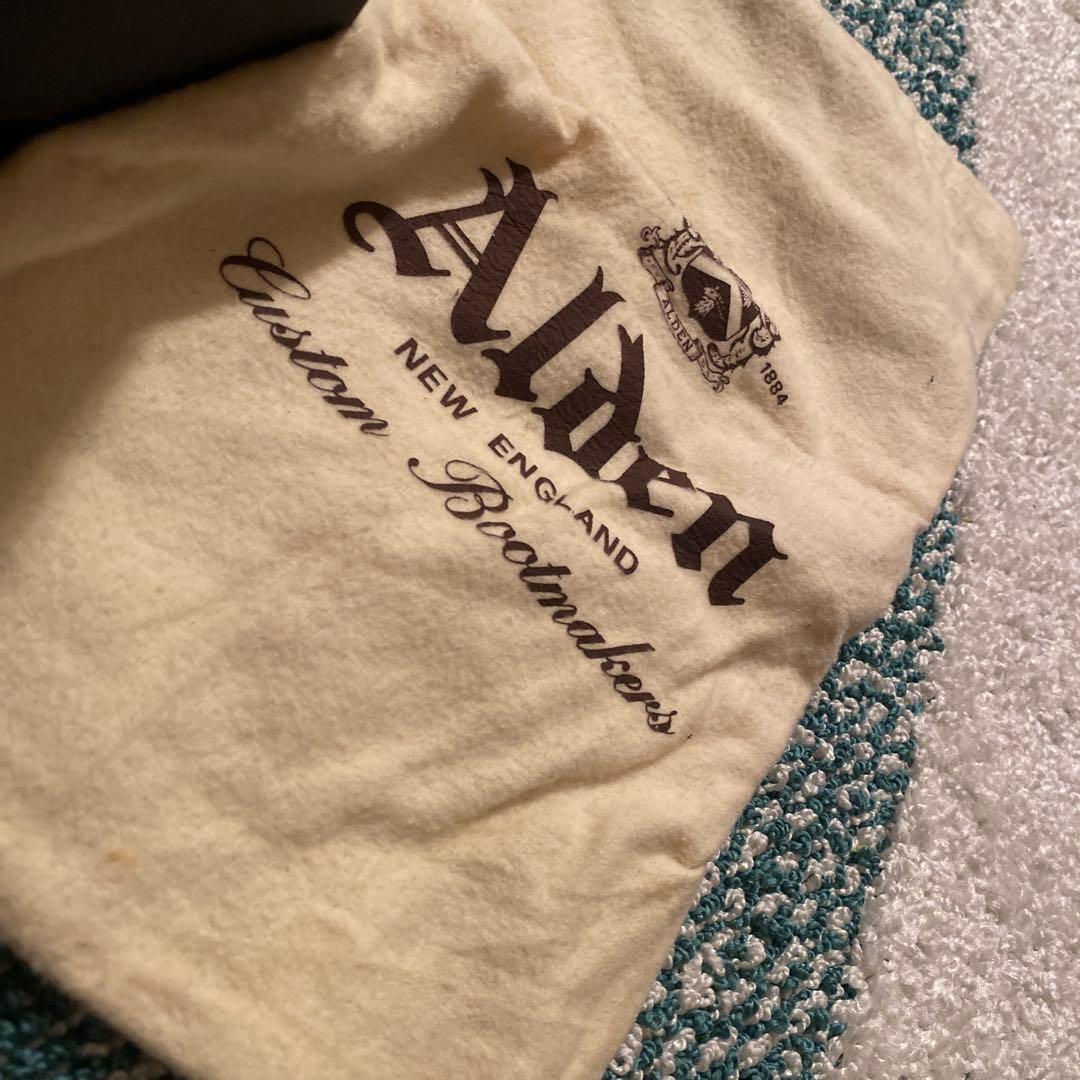 ALDEN
1884
Alden
NEW ENGLAND
Custom Bootmakers